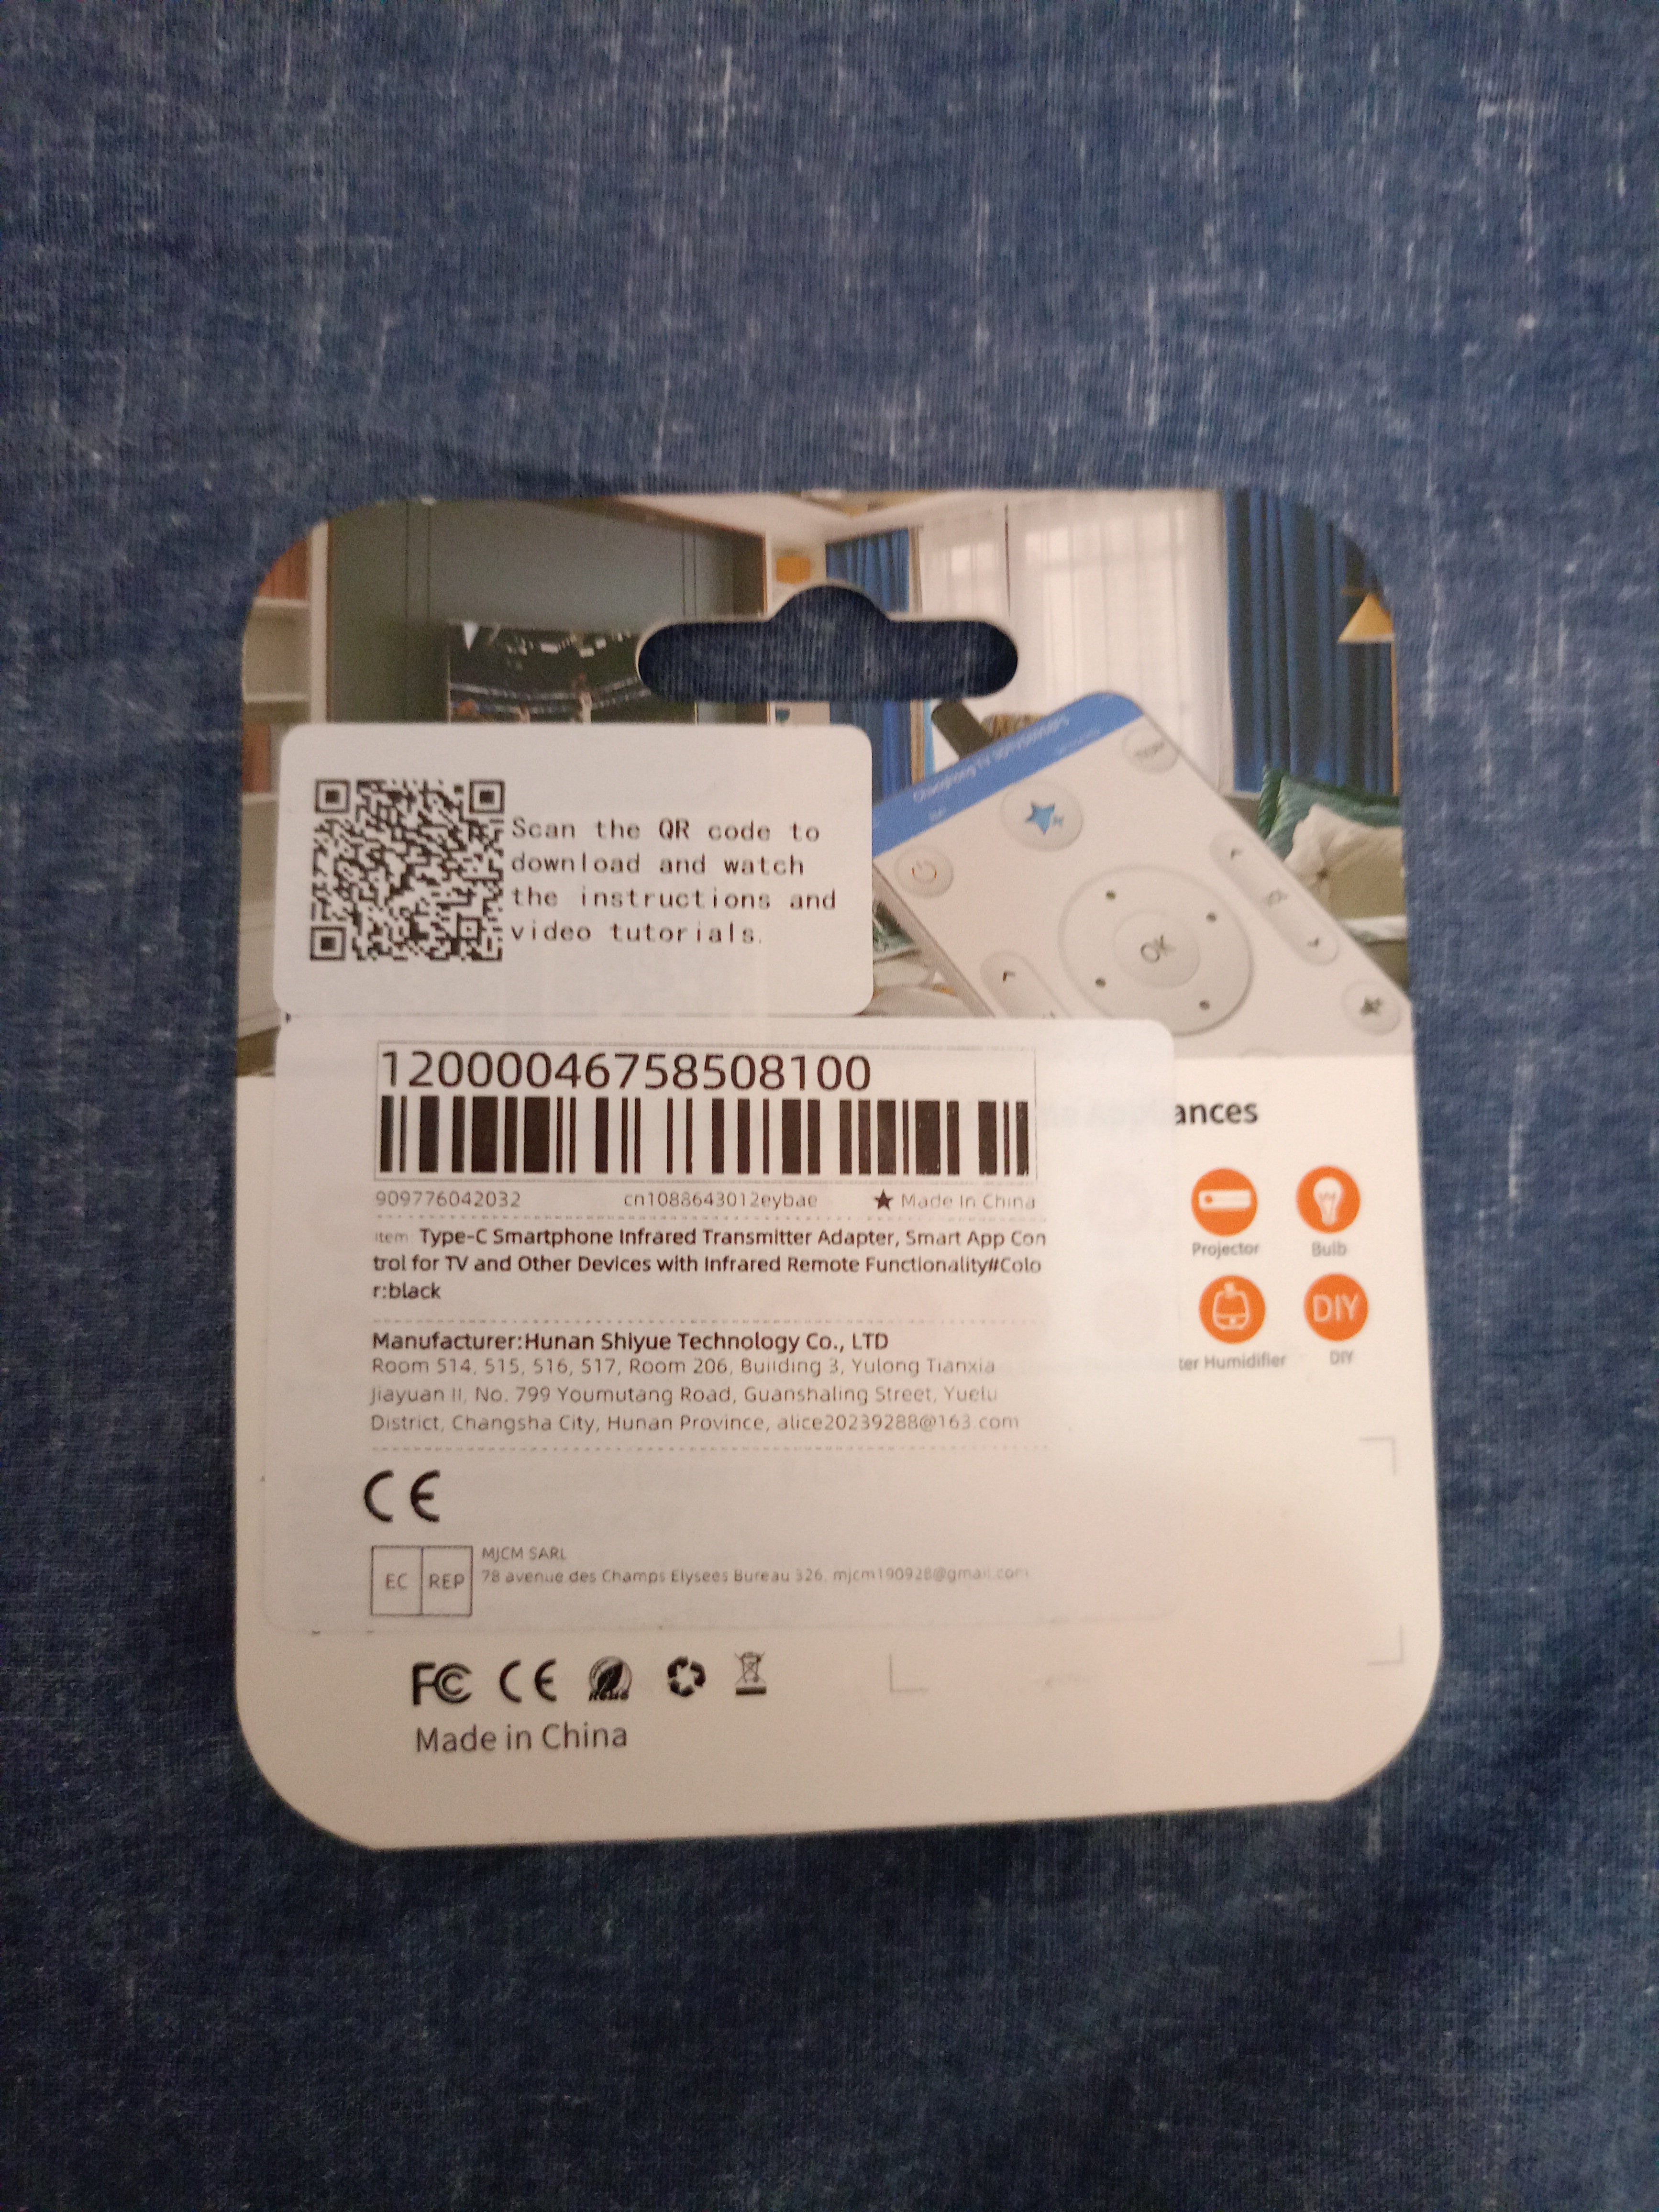 Scan the QR code to
download and watch
the instructions and
video tutorials.
OK
12000046758508100
ances
909776042032 cn1088643012eybae Made In China
Item: Type-C Smartphone Infrared Transmitter Adapter, Smart App Con
trol for TV and Other Devices with Infrared Remote Functionality#Colo
r:black
Projector Bulb
DIY
ter Humidifier DIY
Manufacturer:Hunan Shiyue Technology Co., LTD
Room 514, 515, 516, 517, Room 206, Building 3, Yulong Tianxia
Jiayuan II, No. 799 Youmutang Road, Guanshaling Street, Yuelu
District, Changsha City, Hunan Province, alice20239288@163.com
CE
EC REP
MJCM SARL
78 avenue des Champs Elysees Bureau 326, mjcm190928@gmail.com
FC CE RoHS
Made in China